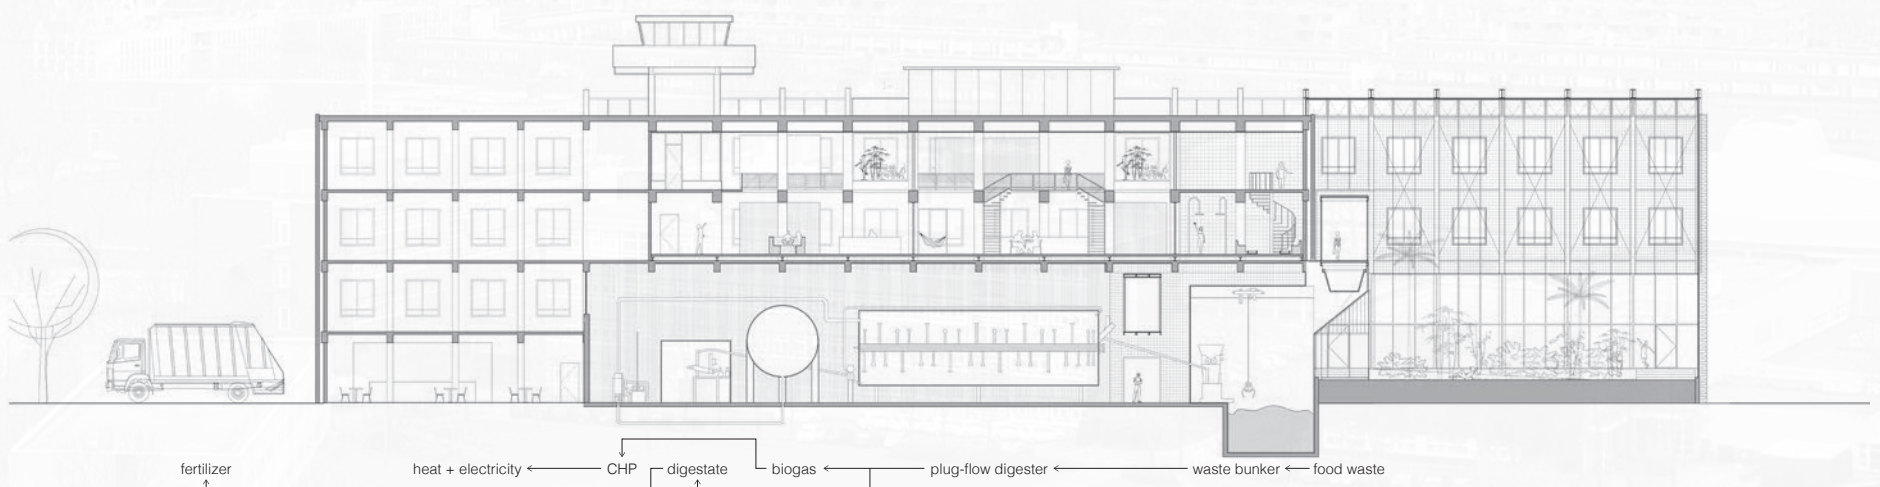 fertilizer heat + electricity CHP digestate biogas plug-flow digester waste bunker food waste